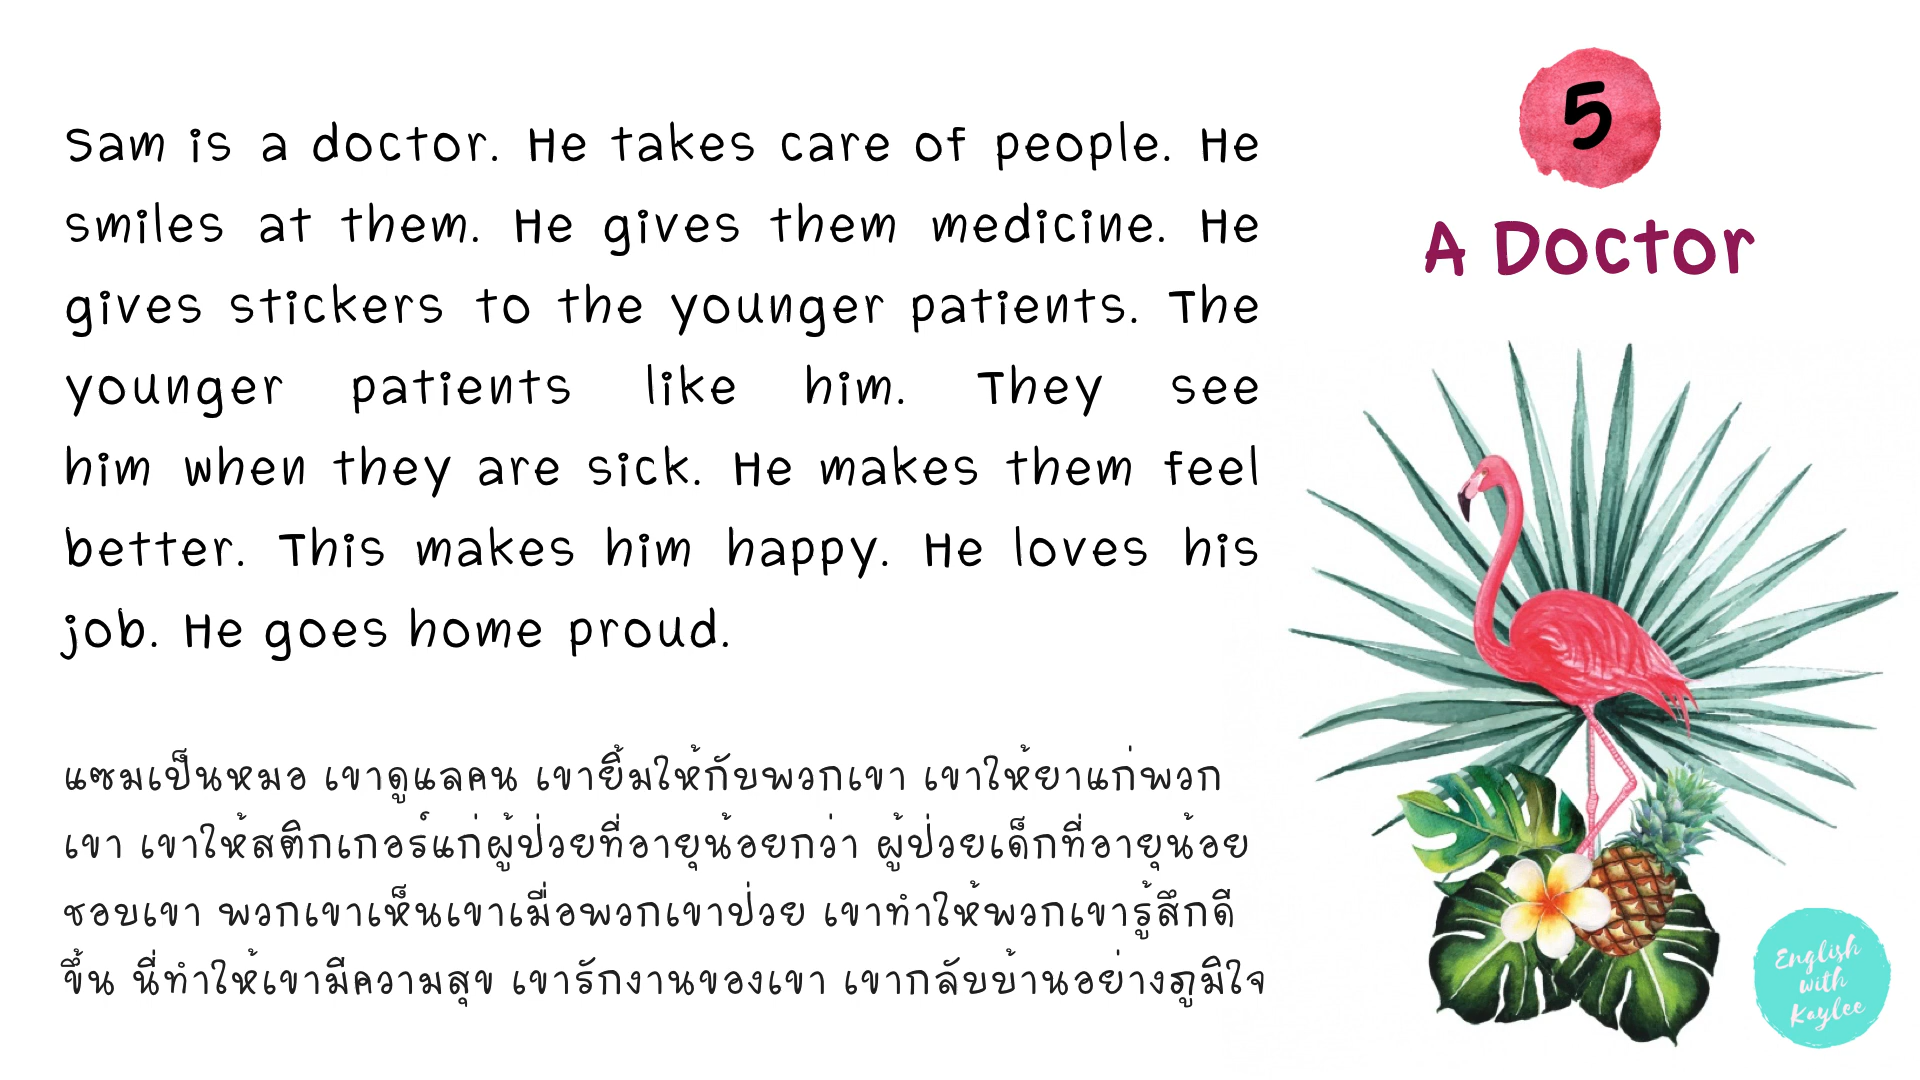 Sam is a doctor. He takes care of people. He
smiles at them. He gives them medicine. He
gives stickers to the younger patients. The
younger patients like him. They see
him when they are sick. He makes them feel
better. This makes him happy. He loves his
job. He goes home proud.
แซมเป็นหมอ เขาดูแลคน เขายิ้มให้กับพวกเขา เขาให้ยาแก่พวก
เขา เขาให้สติกเกอร์แก่ผู้ป่วยที่อายุน้อยกว่า ผู้ป่วยเด็กที่อายุน้อย
ชอบเขา พวกเขาเห็นเขาเมื่อพวกเขาป่วย เขาทำให้พวกเขารู้สึกดี
ขึ้น นี่ทำให้เขามีความสุข เขารักงานของเขา เขากลับบ้านอย่างภูมิใจ
5
A Doctor
English
with
Kaylee